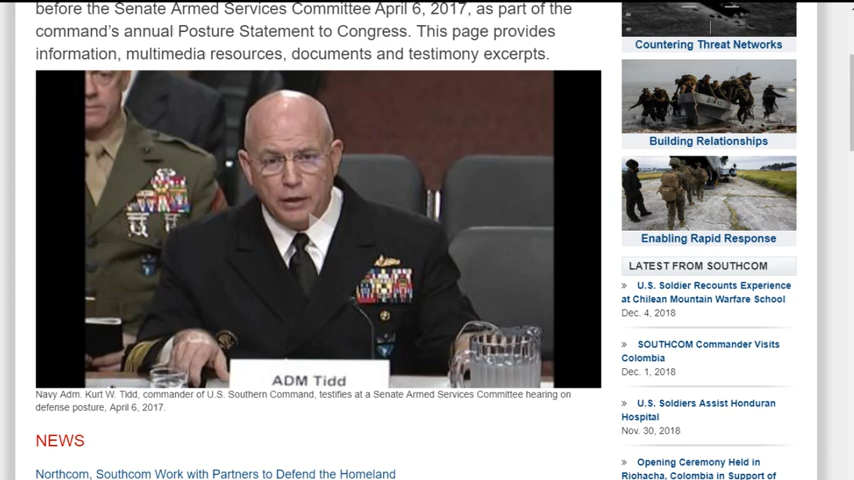 before the Senate Armed Services Committee April 6, 2017, as part of the
command's annual Posture Statement to Congress. This page provides
information, multimedia resources, documents and testimony excerpts.
ADM Tidd
Navy Adm. Kurt W. Tidd, commander of U.S. Southern Command, testifies at a Senate Armed Services Committee hearing on
defense posture, April 6, 2017.
NEWS
Northcom, Southcom Work with Partners to Defend the Homeland
Countering Threat Networks
Building Relationships
Enabling Rapid Response
LATEST FROM SOUTHCOM
» U.S. Soldier Recounts Experience
at Chilean Mountain Warfare School
Dec. 4, 2018
» SOUTHCOM Commander Visits
Colombia
Dec. 1, 2018
» U.S. Soldiers Assist Honduran
Hospital
Nov. 30, 2018
» Opening Ceremony Held in
Riohacha, Colombia in Support of